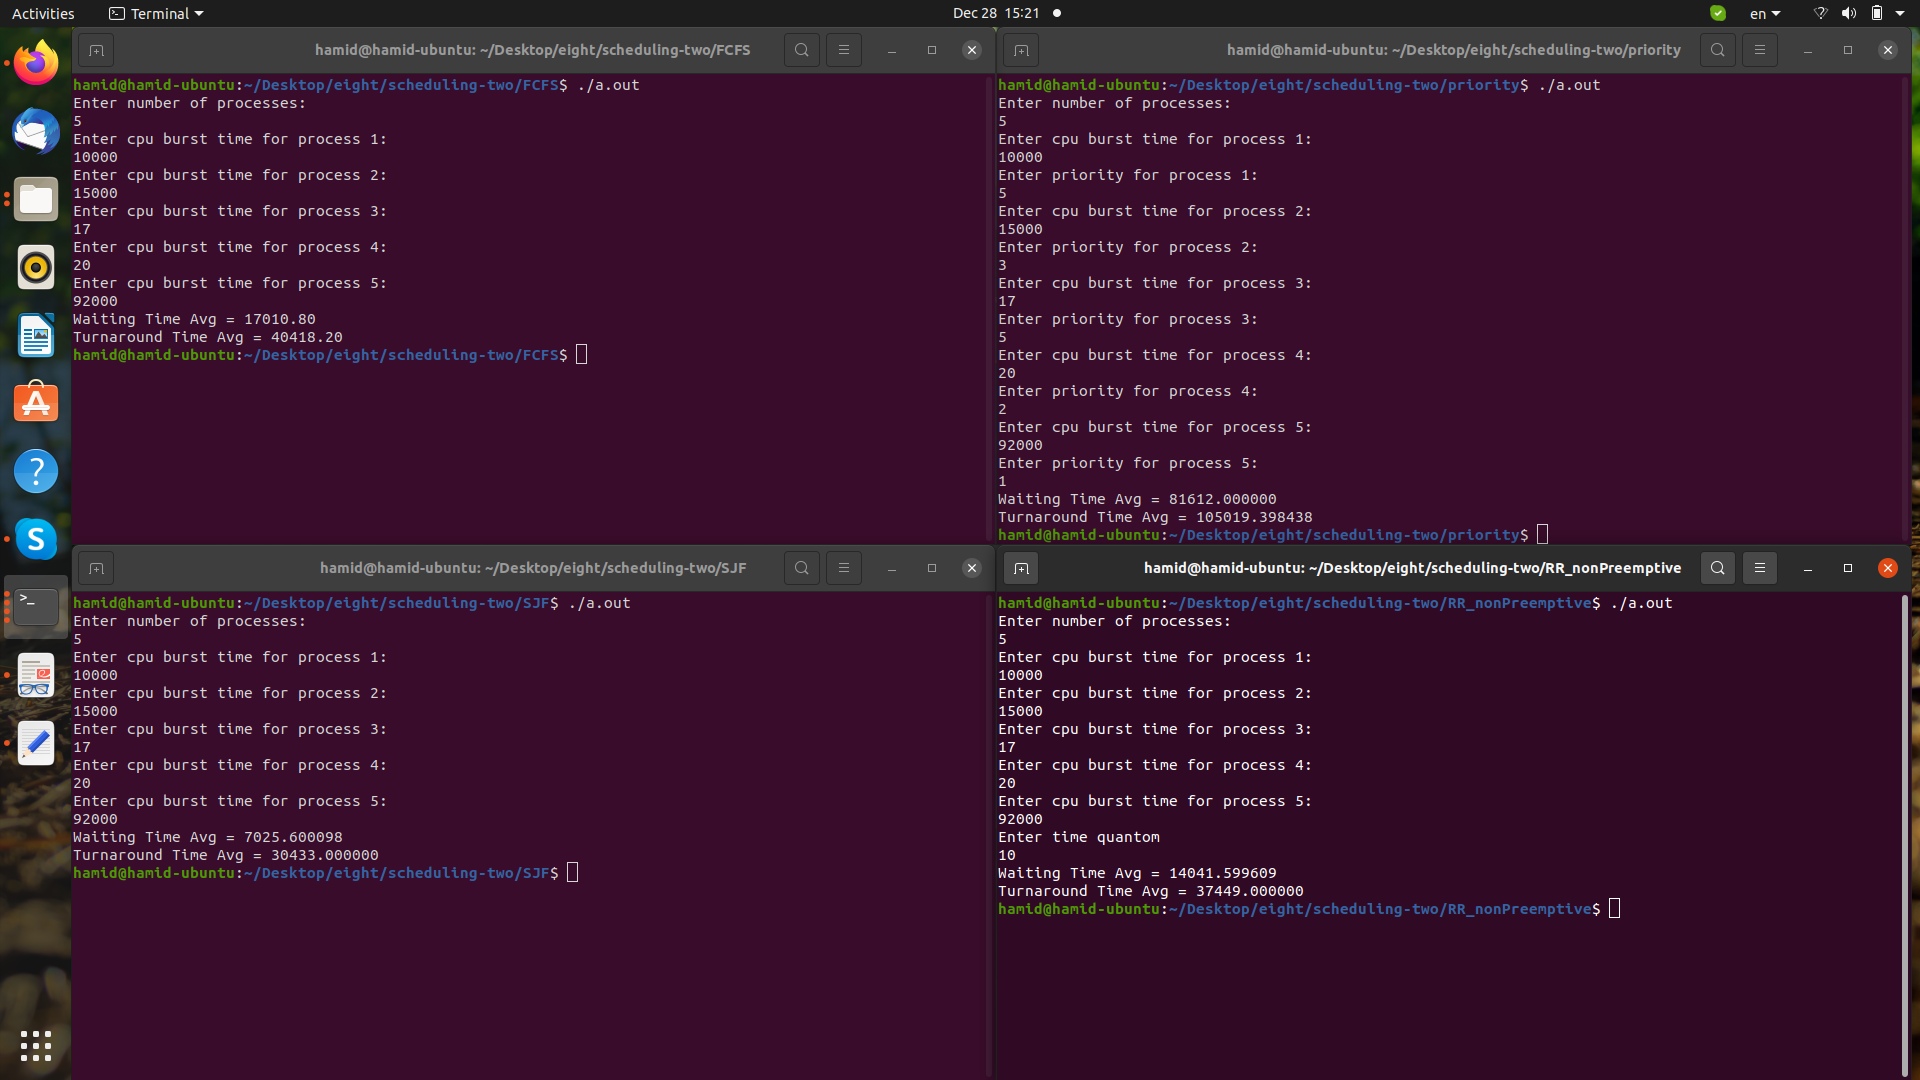 Activities
Terminal
Dec 28 15:21
en
hamid@hamid-ubuntu: ~/Desktop/eight/scheduling-two/FCFS
hamid@hamid-ubuntu:~/Desktop/eight/scheduling-two/FCFS$ ./a.out
Enter number of processes:
5
Enter cpu burst time for process 1:
10000
Enter cpu burst time for process 2:
15000
Enter cpu burst time for process 3:
17
Enter cpu burst time for process 4:
20
Enter cpu burst time for process 5:
92000
Waiting Time Avg = 17010.80
Turnaround Time Avg = 40418.20
hamid@hamid-ubuntu:~/Desktop/eight/scheduling-two/FCFS$
hamid@hamid-ubuntu: ~/Desktop/eight/scheduling-two/priority
hamid@hamid-ubuntu:~/Desktop/eight/scheduling-two/priority$ ./a.out
Enter number of processes:
5
Enter cpu burst time for process 1:
10000
Enter priority for process 1:
5
Enter cpu burst time for process 2:
15000
Enter priority for process 2:
3
Enter cpu burst time for process 3:
17
Enter priority for process 3:
5
Enter cpu burst time for process 4:
20
Enter priority for process 4:
2
Enter cpu burst time for process 5:
92000
Enter priority for process 5:
1
Waiting Time Avg = 81612.000000
Turnaround Time Avg = 105019.398438
hamid@hamid-ubuntu:~/Desktop/eight/scheduling-two/priority$
hamid@hamid-ubuntu: ~/Desktop/eight/scheduling-two/SJF
hamid@hamid-ubuntu:~/Desktop/eight/scheduling-two/SJF$ ./a.out
Enter number of processes:
5
Enter cpu burst time for process 1:
10000
Enter cpu burst time for process 2:
15000
Enter cpu burst time for process 3:
17
Enter cpu burst time for process 4:
20
Enter cpu burst time for process 5:
92000
Waiting Time Avg = 7025.600098
Turnaround Time Avg = 30433.000000
hamid@hamid-ubuntu:~/Desktop/eight/scheduling-two/SJF$
hamid@hamid-ubuntu: ~/Desktop/eight/scheduling-two/RR_nonPreemptive
hamid@hamid-ubuntu:~/Desktop/eight/scheduling-two/RR_nonPreemptive$ ./a.out
Enter number of processes:
5
Enter cpu burst time for process 1:
10000
Enter cpu burst time for process 2:
15000
Enter cpu burst time for process 3:
17
Enter cpu burst time for process 4:
20
Enter cpu burst time for process 5:
92000
Enter time quantom
10
Waiting Time Avg = 14041.599609
Turnaround Time Avg = 37449.000000
hamid@hamid-ubuntu:~/Desktop/eight/scheduling-two/RR_nonPreemptive$